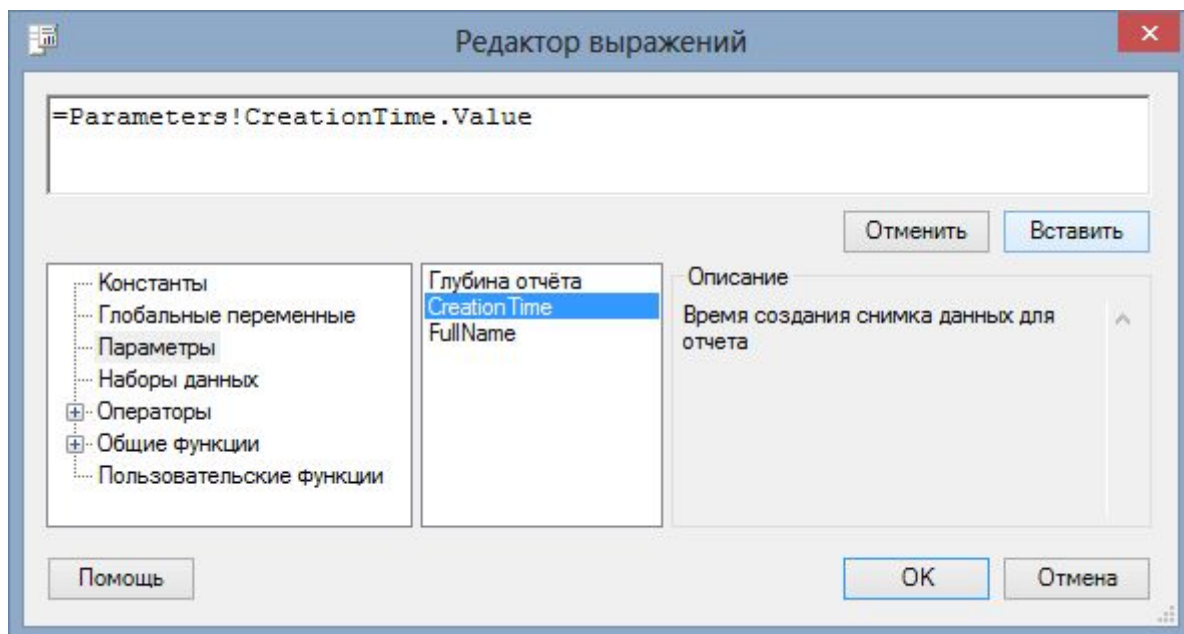 Редактор выражений
=Parameters!CreationTime.Value
Отменить
Вставить
Константы
Глобальные переменные
Параметры
Наборы данных
Операторы
Общие функции
Пользовательские функции
Глубина отчёта
CreationTime
FullName
Описание
Время создания снимка данных для
отчета
Помощь
OK
Отмена